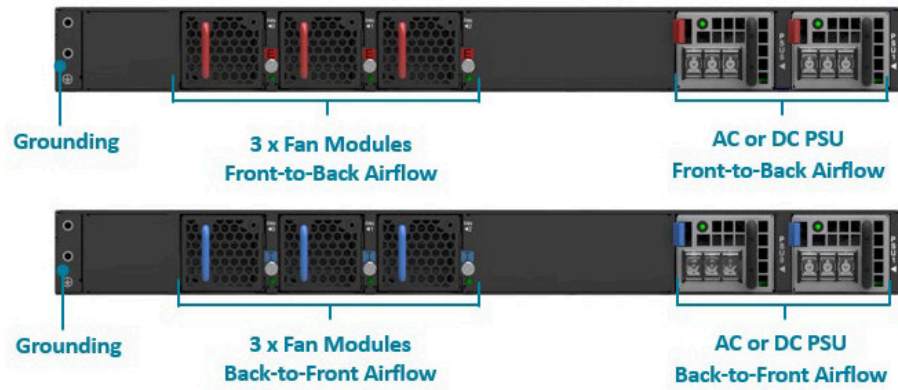 Grounding
3 x Fan Modules
Front-to-Back Airflow
AC or DC PSU
Front-to-Back Airflow
Grounding
3 x Fan Modules
Back-to-Front Airflow
AC or DC PSU
Back-to-Front Airflow